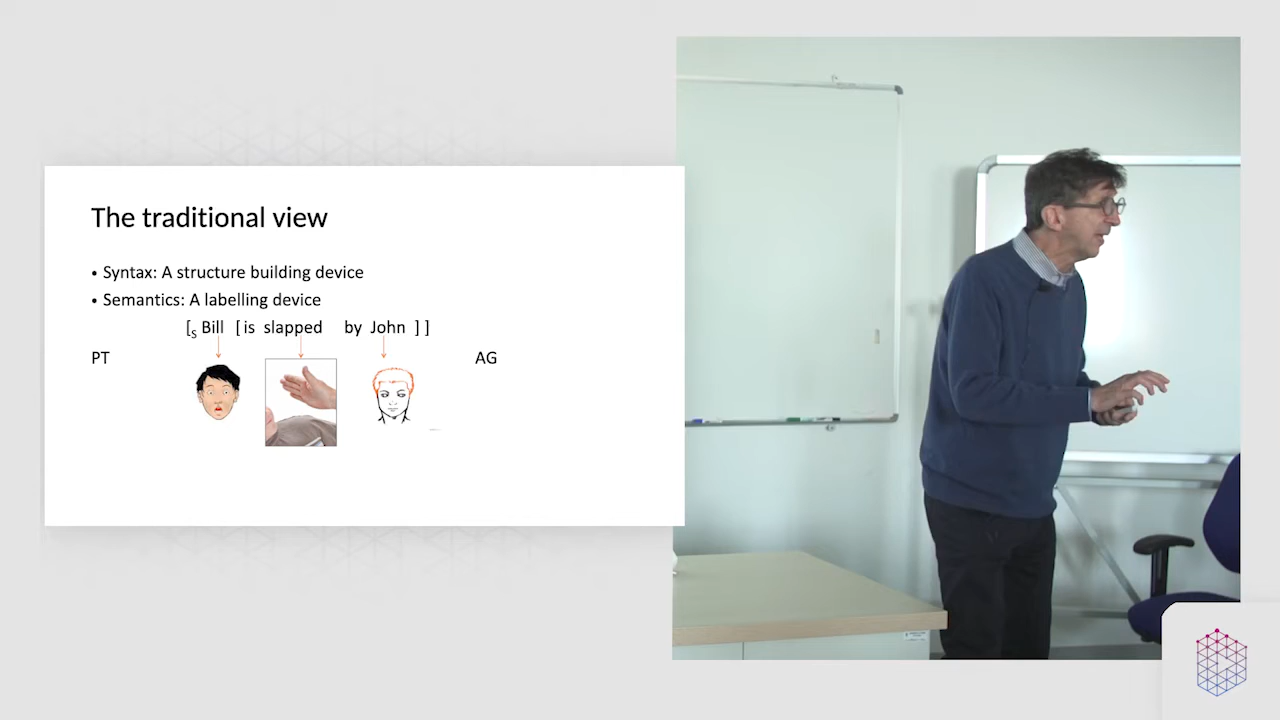 The traditional view
• Syntax: A structure building device
• Semantics: A labelling device
[S Bill [ is slapped by John ] ]
PT AG